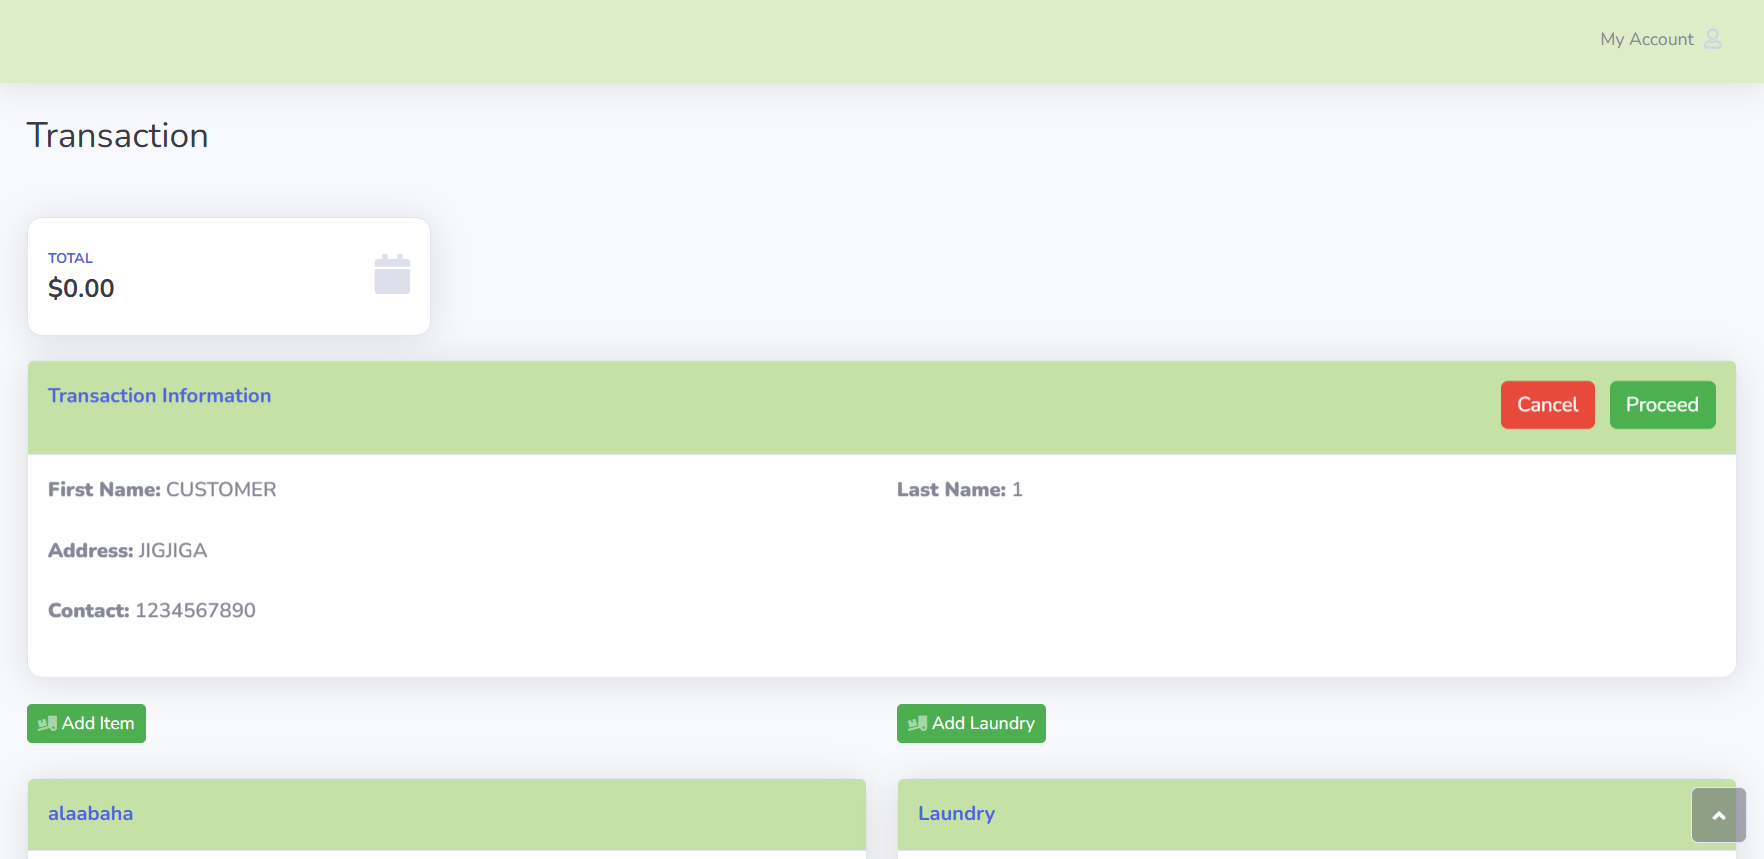 My Account
Transaction
TOTAL
$0.00
Transaction Information
Cancel
Proceed
First Name: CUSTOMER
Last Name: 1
Address: JIGJIGA
Contact: 1234567890
Add Item
Add Laundry
alaabaha
Laundry